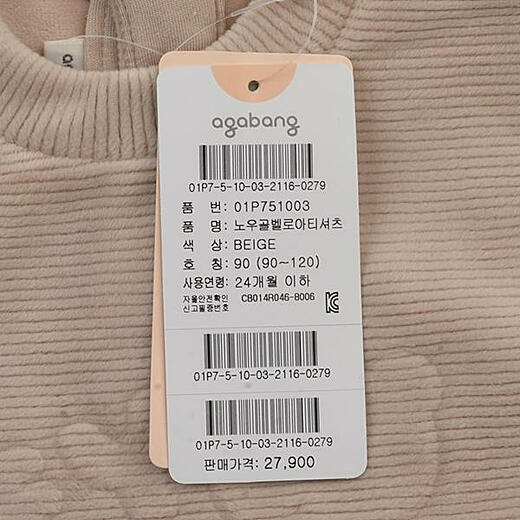 agabang
01P7-5-10-03-2116-0279
품 번: 01P751003
품 명: 노우골벨로아티셔츠
색 상: BEIGE
호 칭: 90 (90~120)
사용연령: 24개월 이하
자율안전확인
신고필증번호 CB014R046-8006
01P7-5-10-03-2116-0279
01P7-5-10-03-2116-0279
판매가격: 27,900